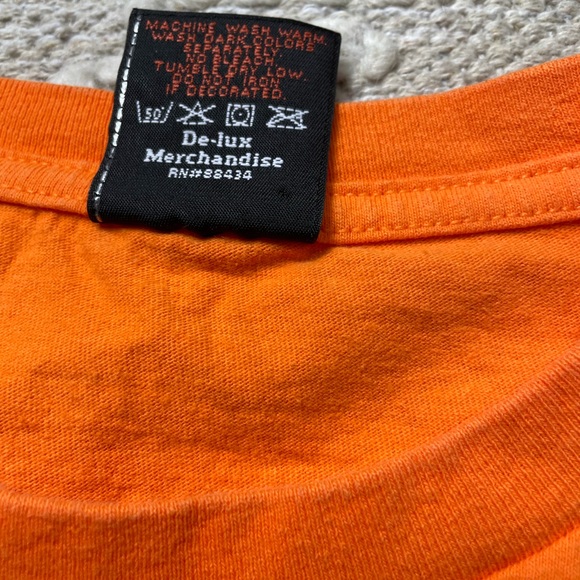 MACHINE WASH WARM.
WASH DARK COLORS
SEPARATELY.
NO BLEACH.
TUMBLE DRY LOW.
DO NOT IRON
IF DECORATED.
50°
De-lux
Merchandise
RN#88434